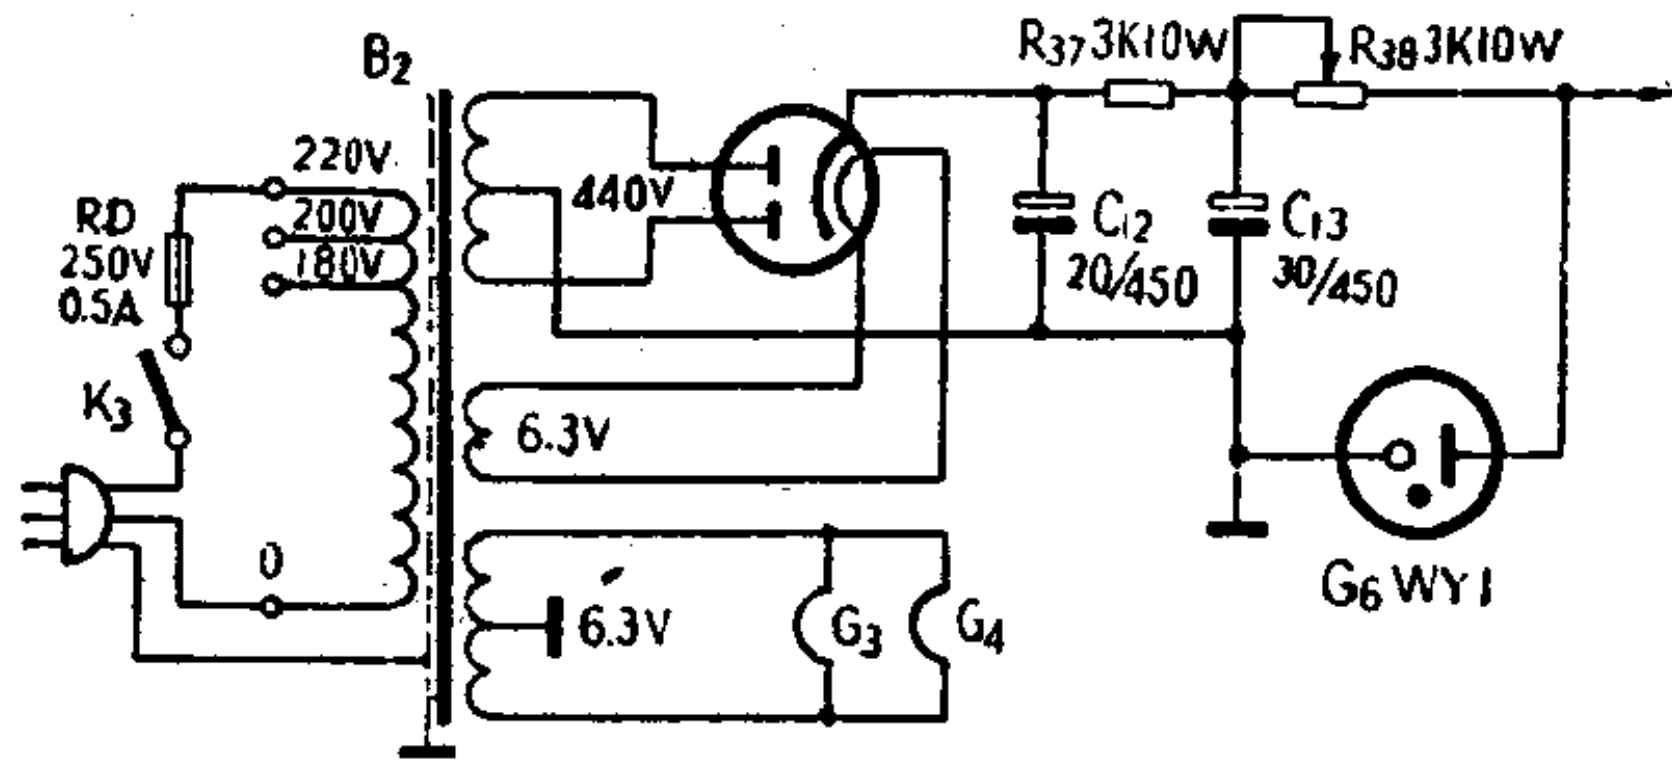 B2
R37 3K10W
R38 3K10W
220V
200V
180V
RD
250V
0.5A
K3
0
440V
C12
20/450
C13
30/450
6.3V
6.3V
G3
G4
G6 WY1